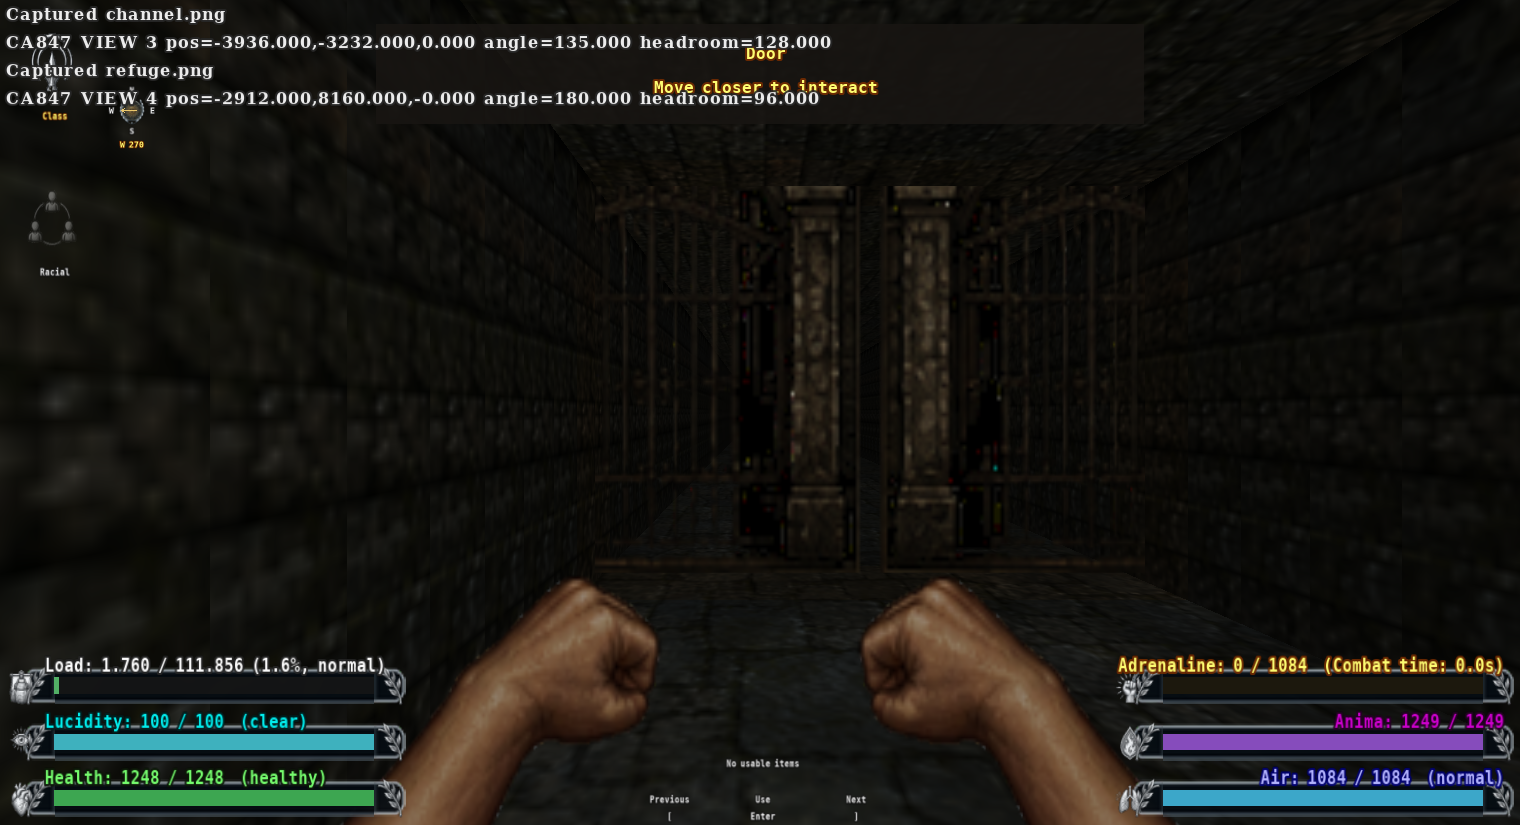 Captured channel.png
CA847 VIEW 3 pos=-3936.000,-3232.000,0.000 angle=135.000 headroom=128.000
Door
Captured refuge.png
Move closer to interact
CA847 VIEW 4 pos=-2912.000,8160.000,-0.000 angle=180.000 headroom=96.000
N
W E
Class
S
W 270
Racial
Load: 1.760 / 111.856 (1.6%, normal)
Adrenaline: 0 / 1084 (Combat time: 0.0s)
Lucidity: 100 / 100 (clear)
Anima: 1249 / 1249
Health: 1248 / 1248 (healthy)
Air: 1084 / 1084 (normal)
No usable items
Previous Use Next
[ Enter ]